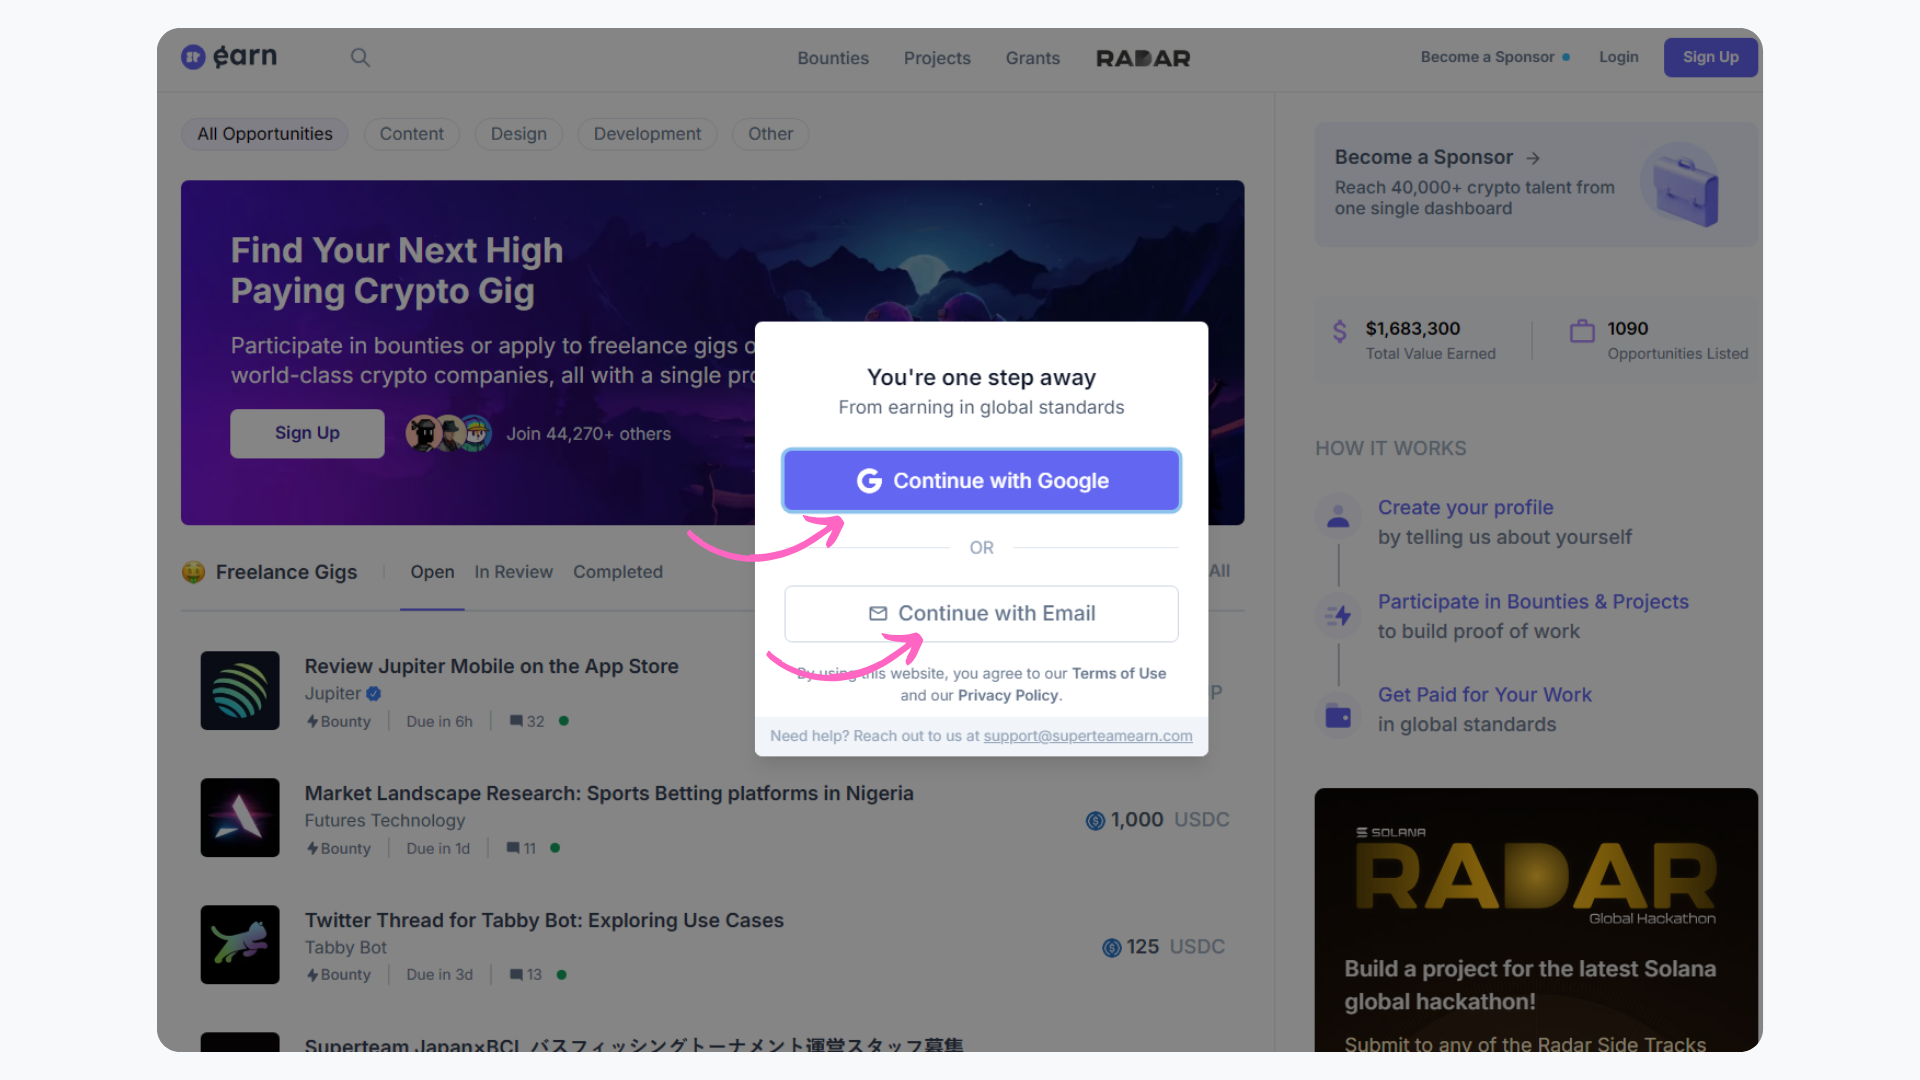 earn
Bounties
Projects
Grants
RADAR
Become a Sponsor
Login
Sign Up
All Opportunities
Content
Design
Development
Other
Find Your Next High
Paying Crypto Gig
Participate in bounties or apply to freelance gigs
world-class crypto companies, all with a single
Sign Up
Join 44,270+ others
Become a Sponsor →
Reach 40,000+ crypto talent from
one single dashboard
$1,683,300
Total Value Earned
1090
Opportunities Listed
You're one step away
From earning in global standards
Continue with Google
OR
Continue with Email
By using this website, you agree to our Terms of Use
and our Privacy Policy.
Need help? Reach out to us at support@superteamearn.com
HOW IT WORKS
Create your profile
by telling us about yourself
Participate in Bounties & Projects
to build proof of work
Get Paid for Your Work
in global standards
Freelance Gigs
Open
In Review
Completed
All
Review Jupiter Mobile on the App Store
Jupiter
Bounty
Due in 6h
32
Market Landscape Research: Sports Betting platforms in Nigeria
Futures Technology
Bounty
Due in 1d
11
1,000 USDC
Twitter Thread for Tabby Bot: Exploring Use Cases
Tabby Bot
Bounty
Due in 3d
13
125 USDC
Superteam Japan×BCL バスフィッシングトーナメント運営スタッフ募集
SOLANA
RADAR
Global Hackathon
Build a project for the latest Solana
global hackathon!
Submit to any of the Radar Side Tracks